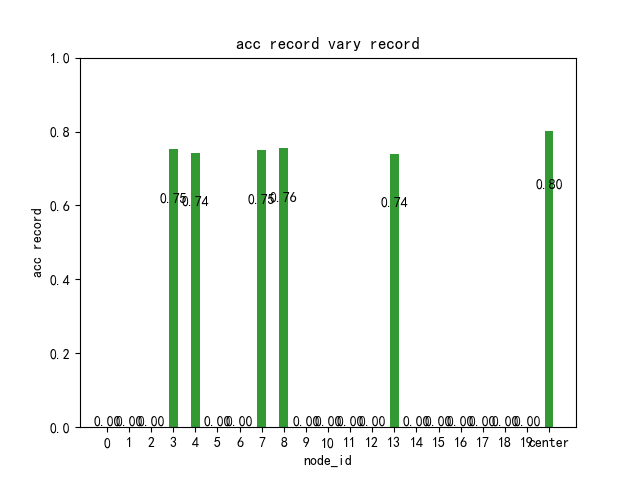 acc record vary record
1.0
0.8
0.6
0.4
0.2
0.0
acc record
0.00 0.00 0.00 0.75 0.74 0.00 0.00 0.75 0.76 0.00 0.00 0.00 0.00 0.74 0.00 0.00 0.00 0.00 0.00 0.00 0.80
0 1 2 3 4 5 6 7 8 9 10 11 12 13 14 15 16 17 18 19 center
node_id